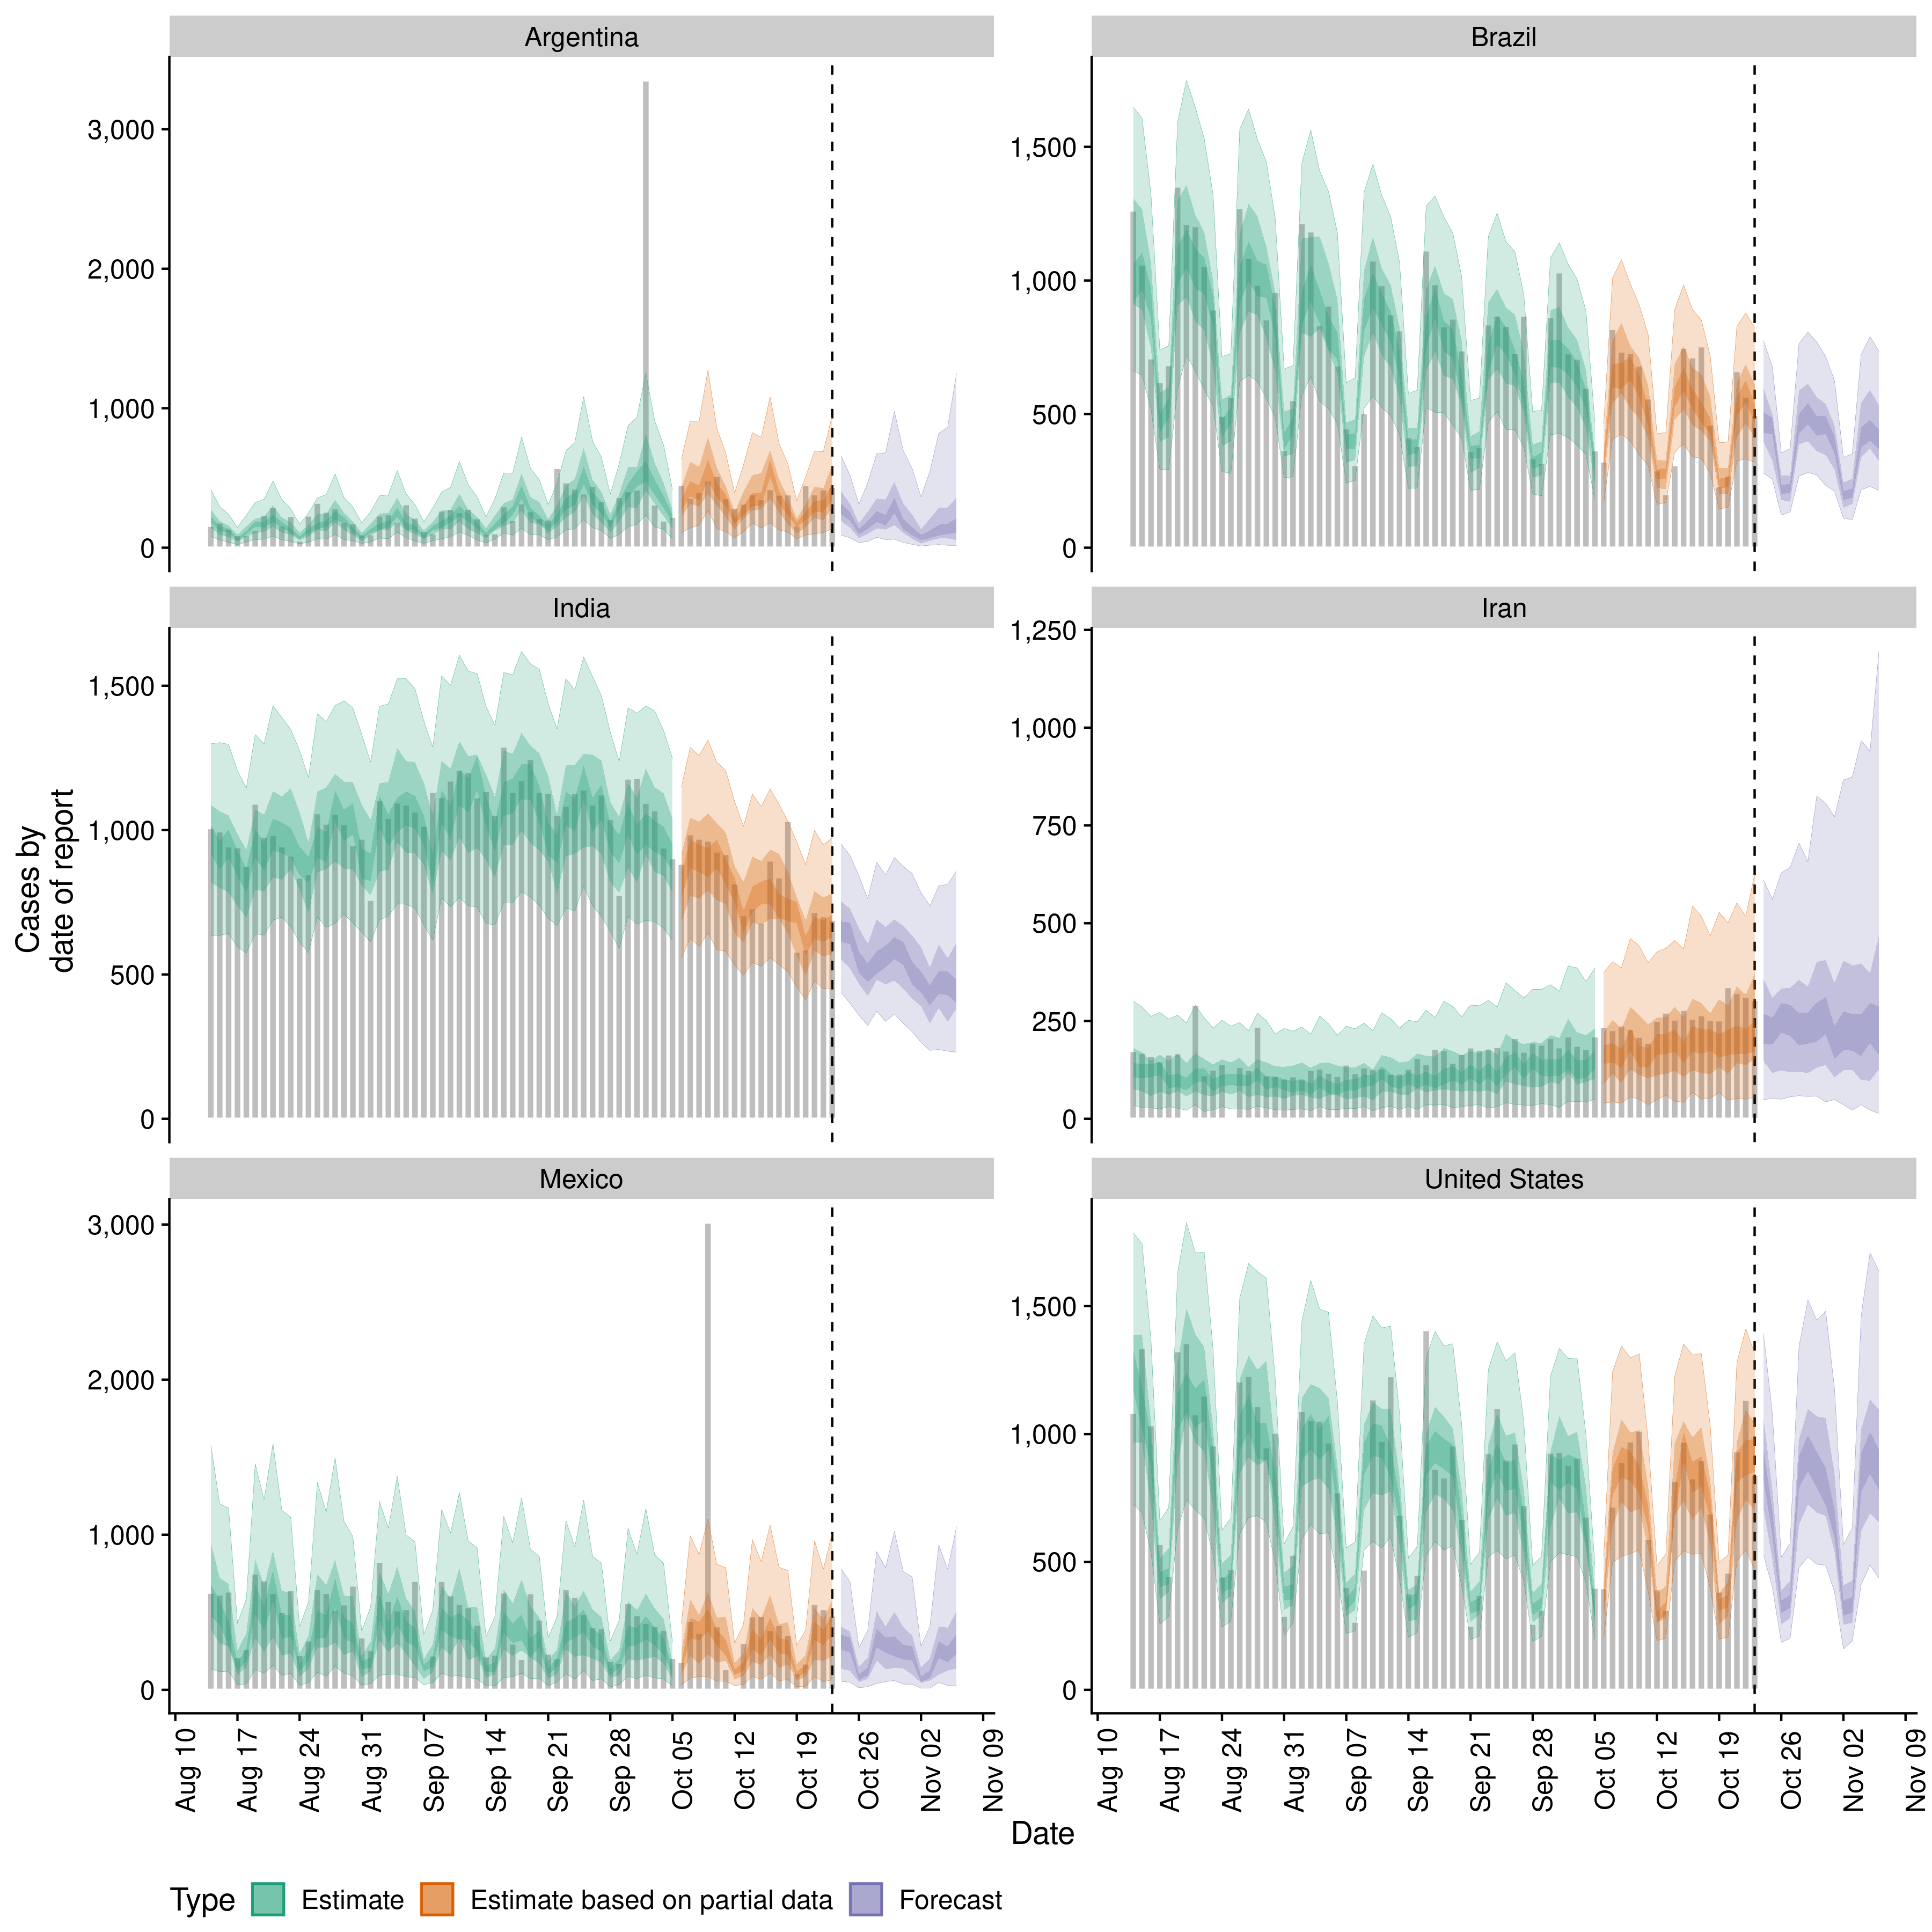 Argentina
Brazil
3,000
2,000
1,000
0
1,500
1,000
500
0
India
Iran
1,500
1,000
500
0
1,250
1,000
750
500
250
0
Mexico
United States
3,000
2,000
1,000
0
1,500
1,000
500
0
Cases by
date of report
Aug 10
Aug 17
Aug 24
Aug 31
Sep 07
Sep 14
Sep 21
Sep 28
Oct 05
Oct 12
Oct 19
Oct 26
Nov 02
Nov 09
Aug 10
Aug 17
Aug 24
Aug 31
Sep 07
Sep 14
Sep 21
Sep 28
Oct 05
Oct 12
Oct 19
Oct 26
Nov 02
Nov 09
Date
Type Estimate Estimate based on partial data Forecast